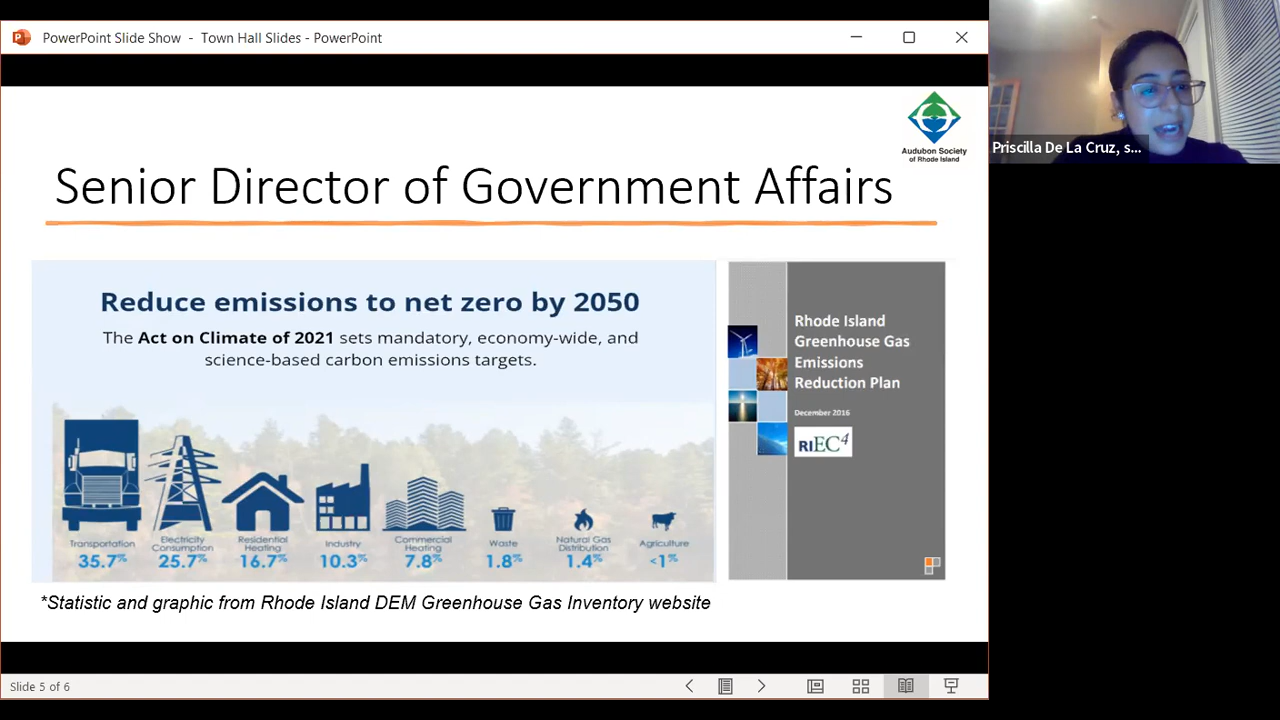 PowerPoint Slide Show - Town Hall Slides - PowerPoint
Audubon Society
of Rhode Island
Priscilla De La Cruz, s...
Senior Director of Government Affairs
Reduce emissions to net zero by 2050
The Act on Climate of 2021 sets mandatory, economy-wide, and
science-based carbon emissions targets.
Transportation
35.7%
Electricity
Consumption
25.7%
Residential
Heating
16.7%
Industry
10.3%
Commercial
Heating
7.8%
Waste
1.8%
Natural Gas
Distribution
1.4%
Agriculture
<1%
Rhode Island
Greenhouse Gas
Emissions
Reduction Plan
December 2016
RIEC4
*Statistic and graphic from Rhode Island DEM Greenhouse Gas Inventory website
Slide 5 of 6